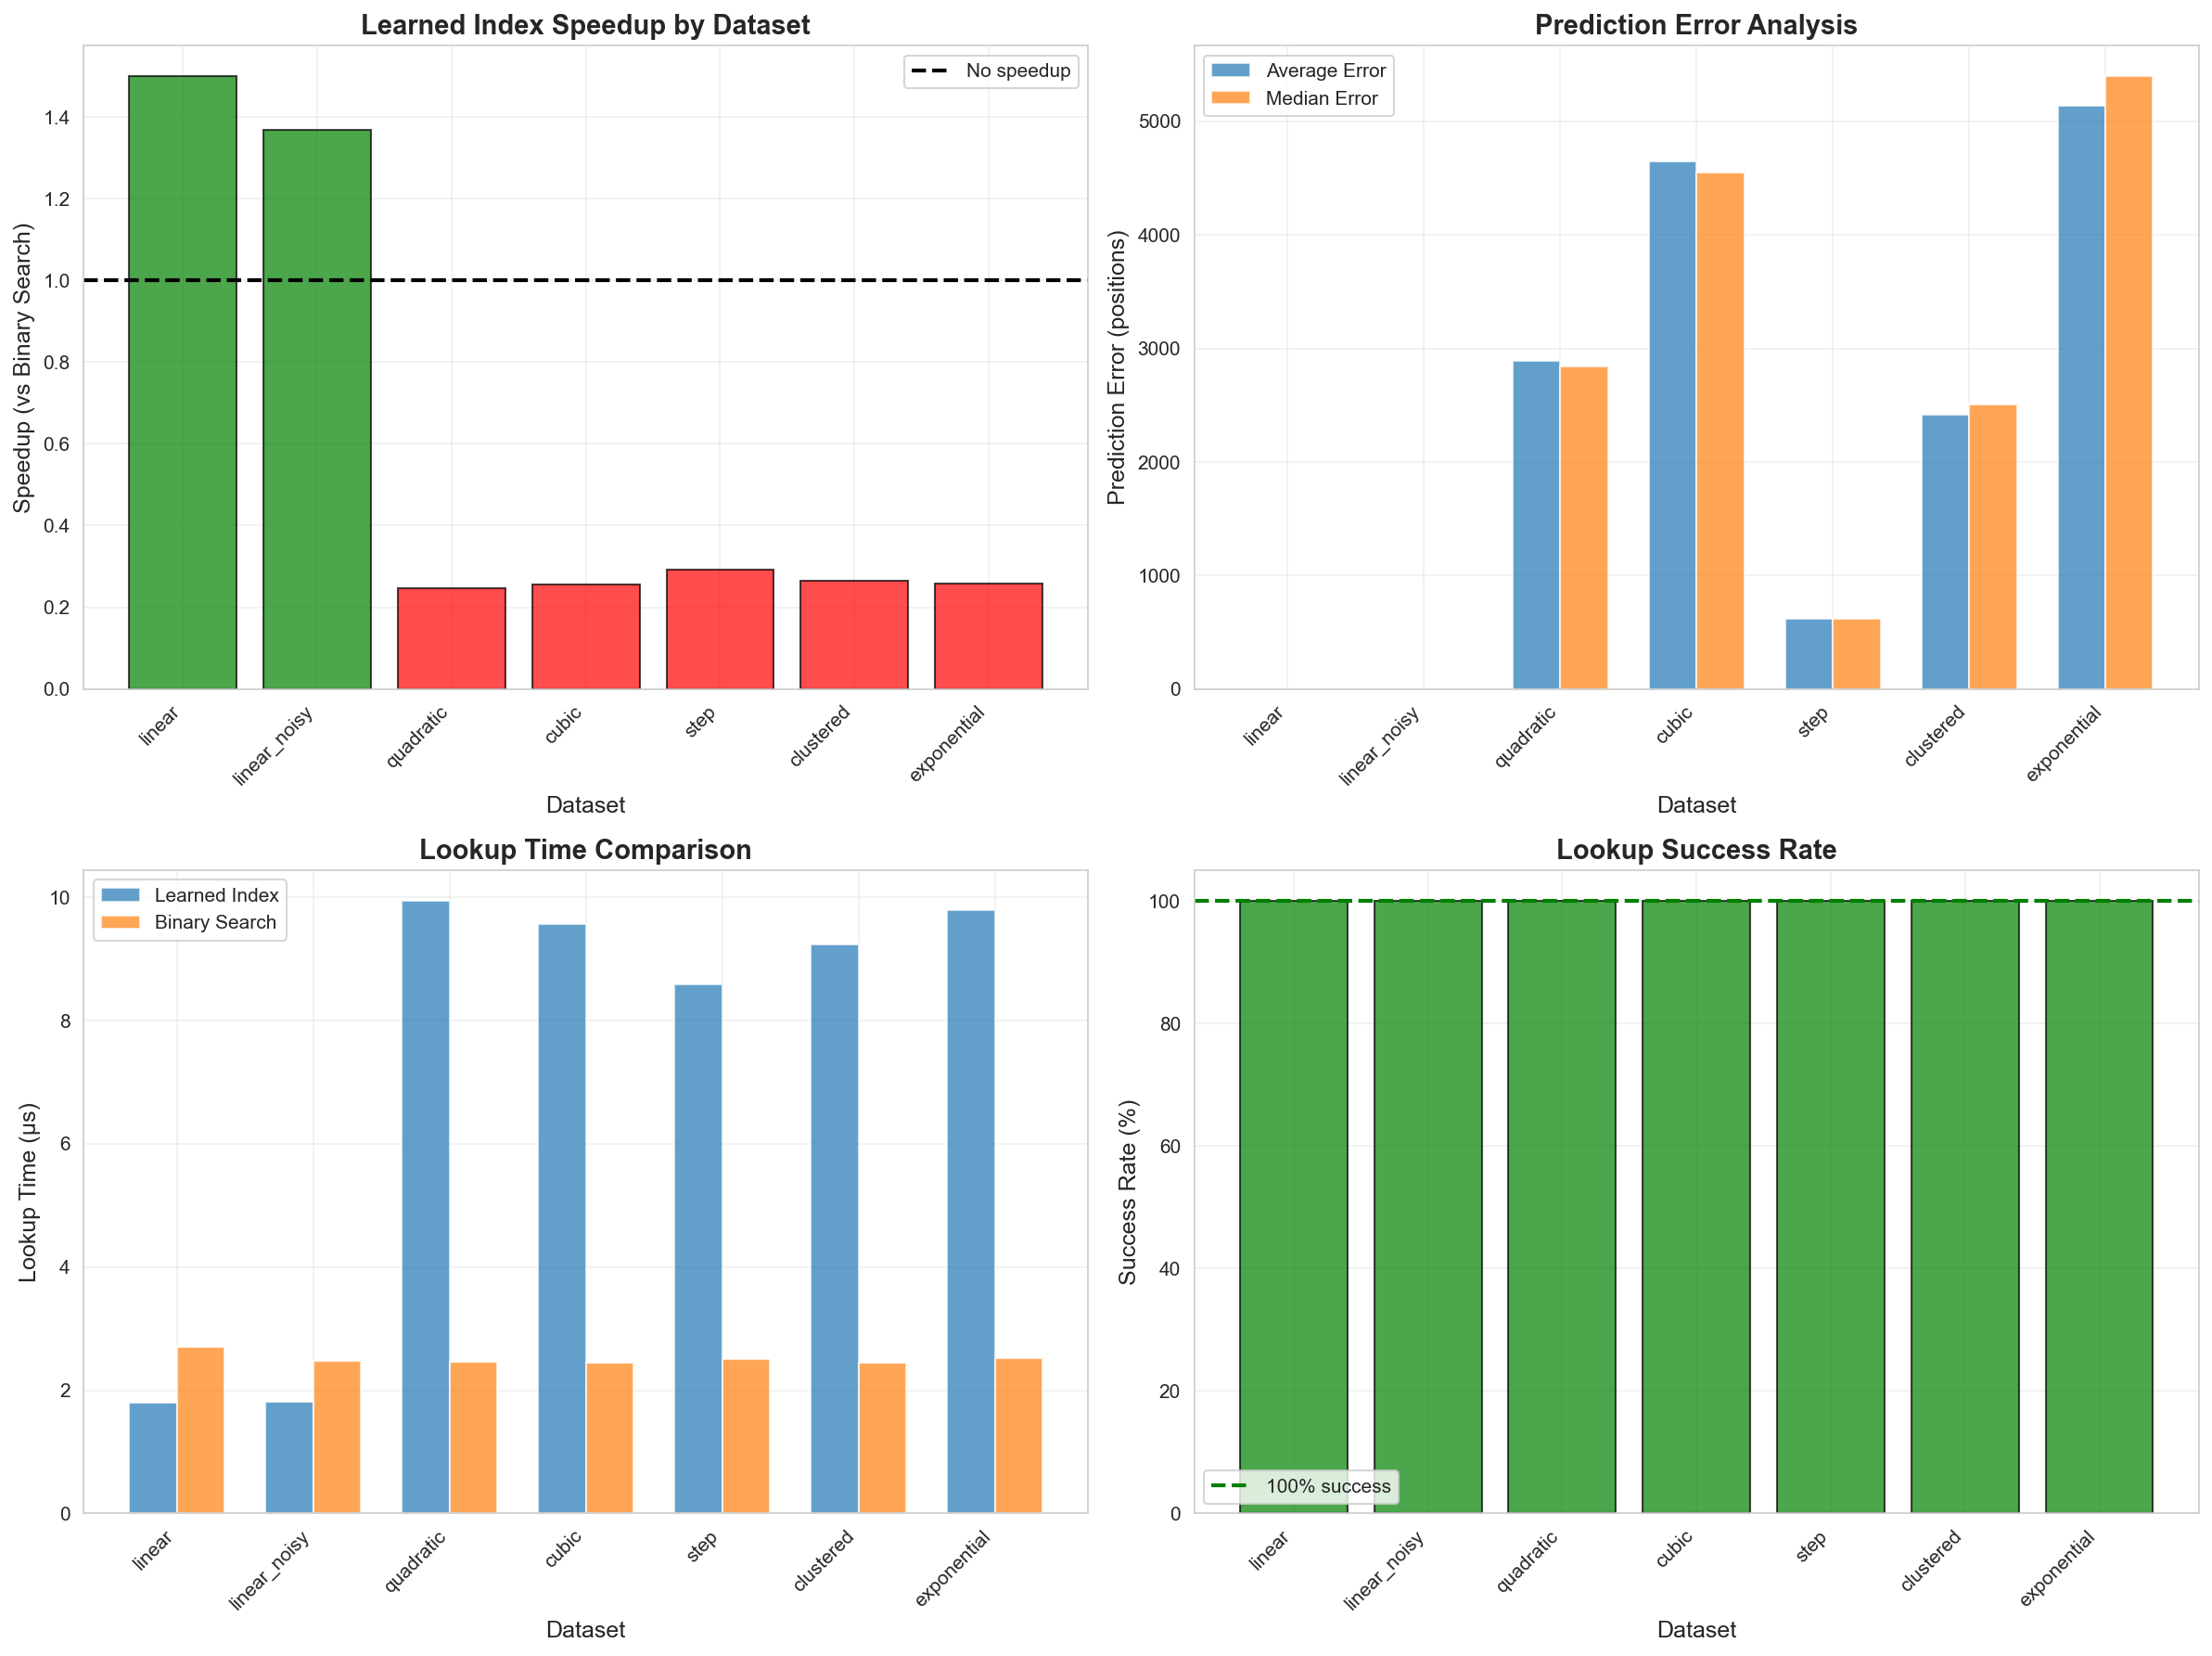 Learned Index Speedup by Dataset
No speedup
Speedup (vs Binary Search)
1.4
1.2
1.0
0.8
0.6
0.4
0.2
0.0
linear
linear_noisy
quadratic
cubic
step
clustered
exponential
Dataset
Prediction Error Analysis
Average Error
Median Error
Prediction Error (positions)
5000
4000
3000
2000
1000
0
linear
linear_noisy
quadratic
cubic
step
clustered
exponential
Dataset
Lookup Time Comparison
Learned Index
Binary Search
Lookup Time (μs)
10
8
6
4
2
0
linear
linear_noisy
quadratic
cubic
step
clustered
exponential
Dataset
Lookup Success Rate
Success Rate (%)
100
80
60
40
20
0
100% success
linear
linear_noisy
quadratic
cubic
step
clustered
exponential
Dataset